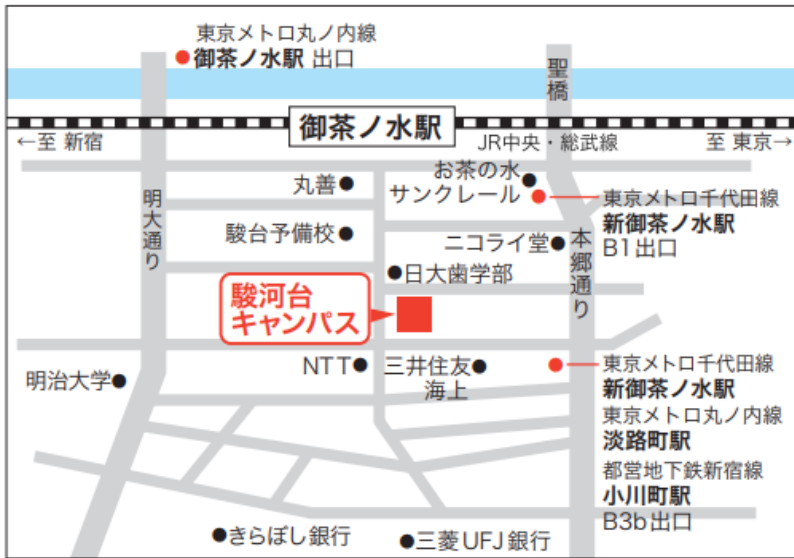 東京メトロ丸ノ内線
御茶ノ水駅 出口
聖橋
御茶ノ水駅
←至 新宿
JR中央・総武線
至 東京→
お茶の水
サンクレール
丸善
明大通り
東京メトロ千代田線
新御茶ノ水駅
B1出口
駿台予備校
ニコライ堂
本郷通り
日大歯学部
駿河台
キャンパス
NTT
三井住友
海上
明治大学
東京メトロ千代田線
新御茶ノ水駅
東京メトロ丸ノ内線
淡路町駅
都営地下鉄新宿線
小川町駅
B3b出口
きらぼし銀行
三菱UFJ銀行